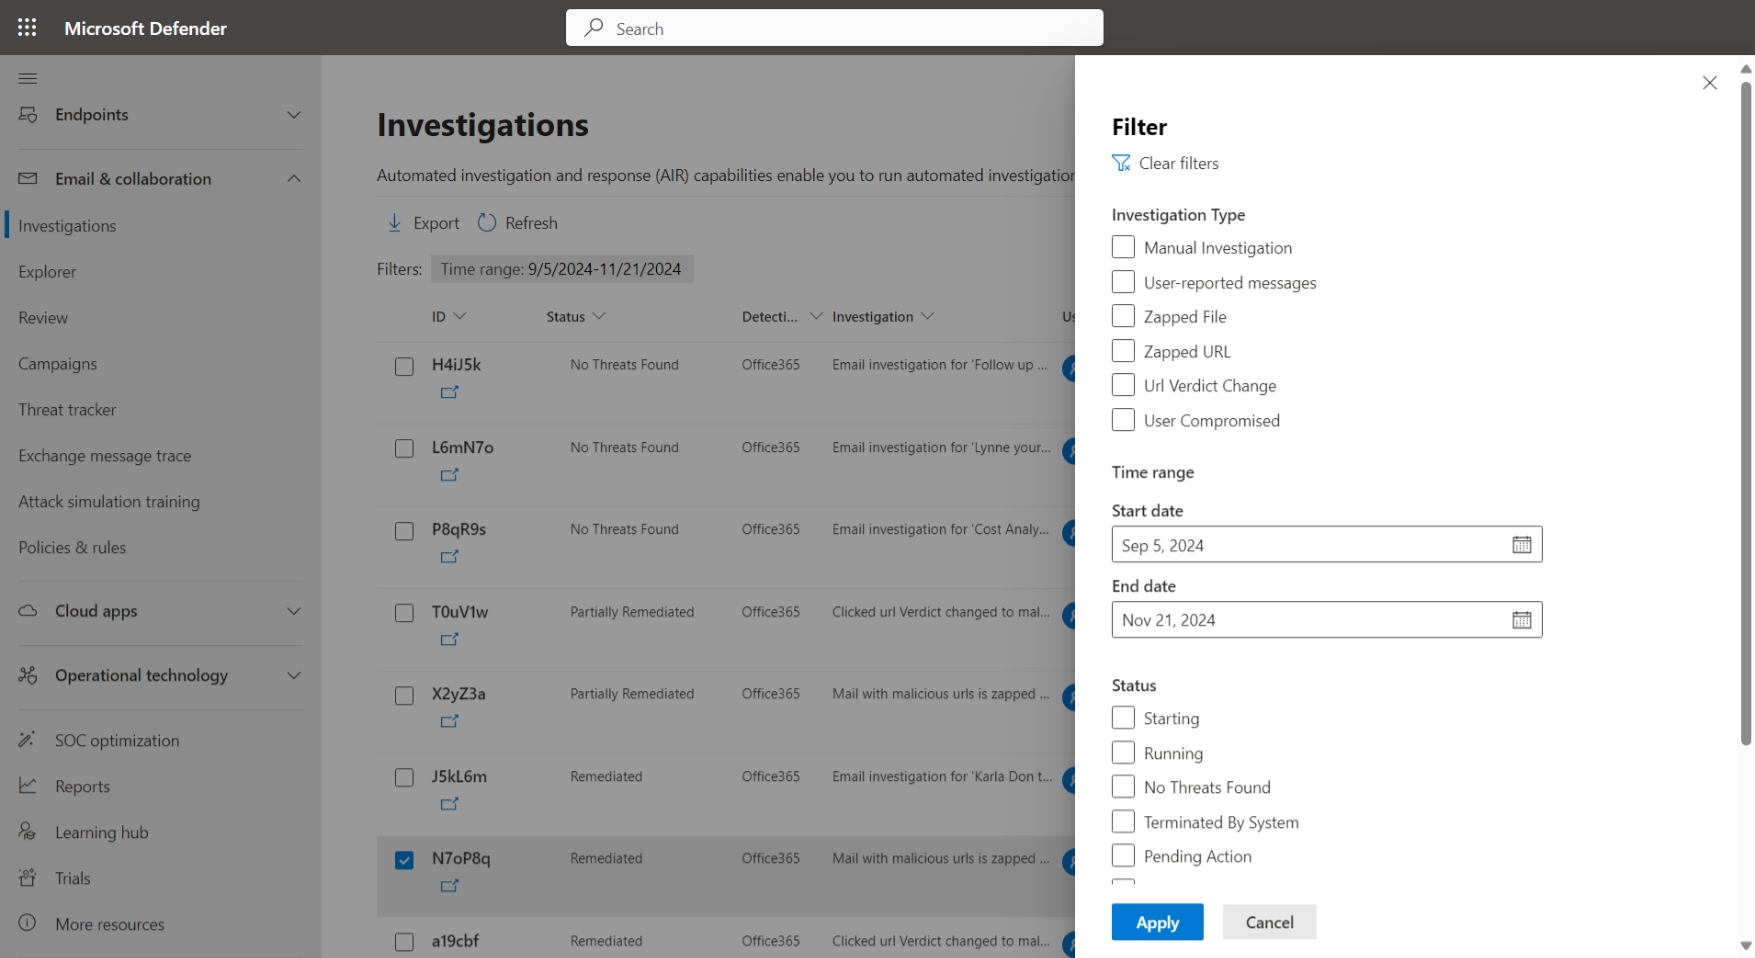 Microsoft Defender
Search
Endpoints
Email & collaboration
Investigations
Explorer
Review
Campaigns
Threat tracker
Exchange message trace
Attack simulation training
Policies & rules
Cloud apps
Operational technology
SOC optimization
Reports
Learning hub
Trials
More resources
Investigations
Automated investigation and response (AIR) capabilities enable you to run automated investigation
Export Refresh
Filters: Time range: 9/5/2024-11/21/2024
ID Status Detecti... Investigation Us
H4iJ5k No Threats Found Office365 Email investigation for 'Follow up ...
L6mN7o No Threats Found Office365 Email investigation for 'Lynne your...
P8qR9s No Threats Found Office365 Email investigation for 'Cost Analy...
T0uV1w Partially Remediated Office365 Clicked url Verdict changed to mal...
X2yZ3a Partially Remediated Office365 Mail with malicious urls is zapped ...
J5kL6m Remediated Office365 Email investigation for 'Karla Don t...
N7oP8q Remediated Office365 Mail with malicious urls is zapped ...
a19cbf Remediated Office365 Clicked url Verdict changed to mal...
Filter
Clear filters
Investigation Type
Manual Investigation
User-reported messages
Zapped File
Zapped URL
Url Verdict Change
User Compromised
Time range
Start date
Sep 5, 2024
End date
Nov 21, 2024
Status
Starting
Running
No Threats Found
Terminated By System
Pending Action
Apply Cancel